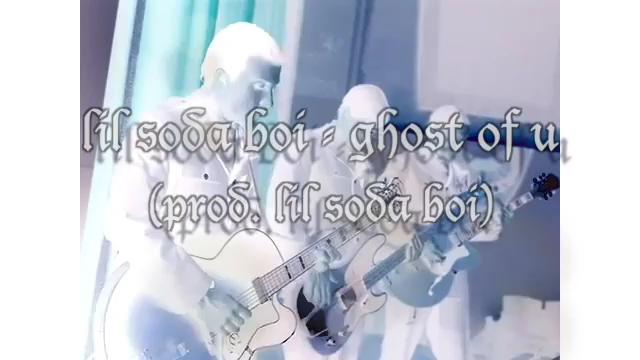 lil soda boi - ghost of u
(prod. lil soda boi)